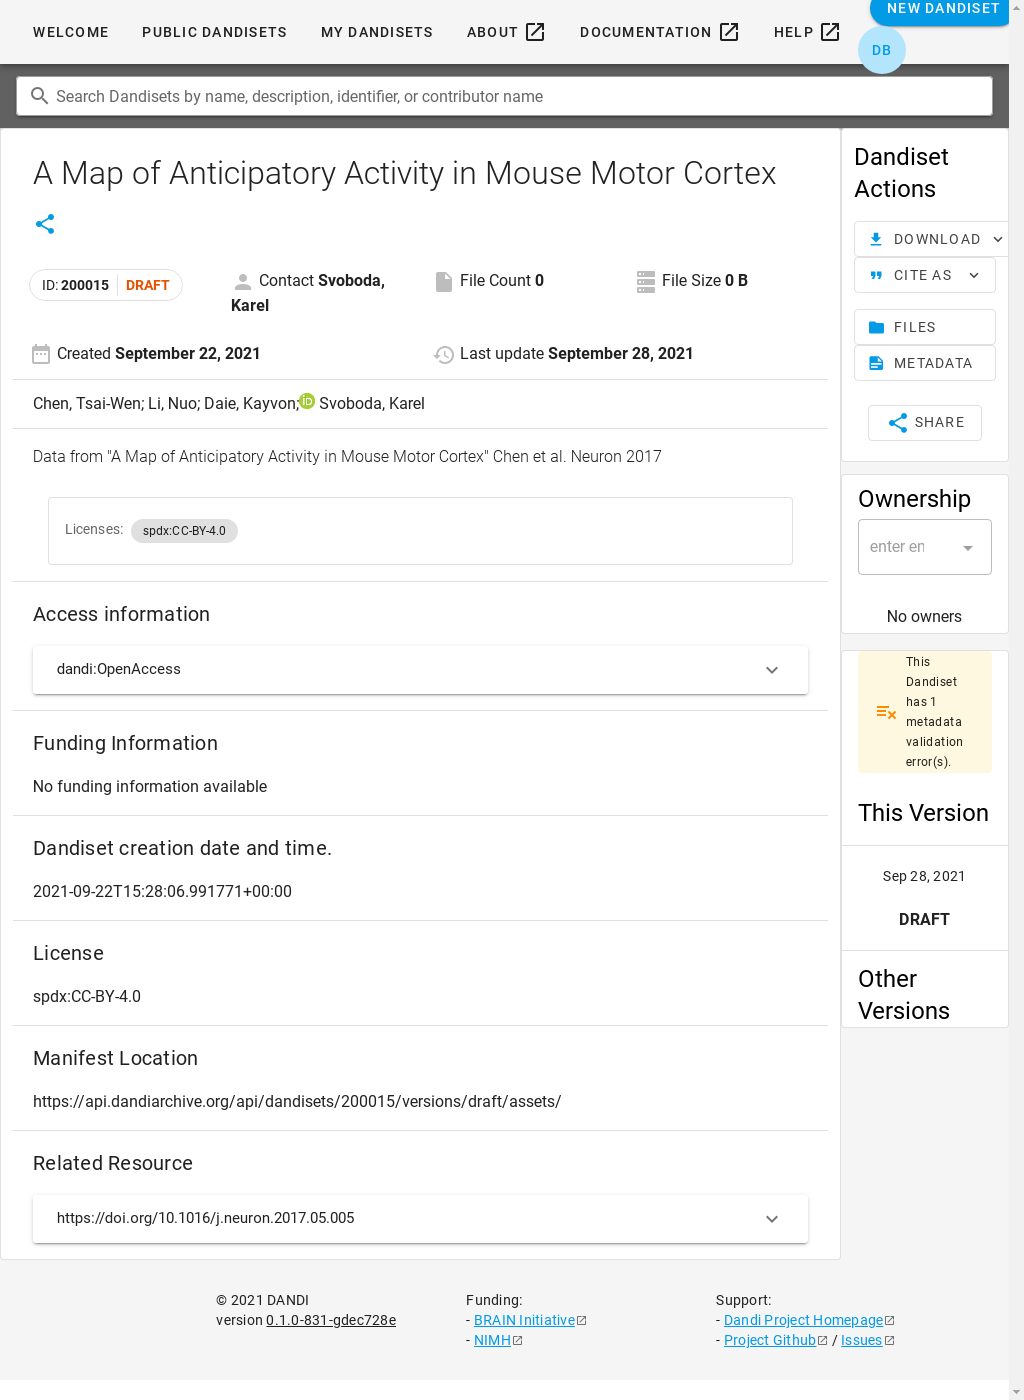 WELCOME PUBLIC DANDISETS MY DANDISETS ABOUT DOCUMENTATION HELP NEW DANDISET
DB
Search Dandisets by name, description, identifier, or contributor name
A Map of Anticipatory Activity in Mouse Motor Cortex
ID: 200015 DRAFT
Contact Svoboda,
Karel
File Count 0
File Size 0 B
Created September 22, 2021
Last update September 28, 2021
Chen, Tsai-Wen; Li, Nuo; Daie, Kayvon; iD Svoboda, Karel
Data from "A Map of Anticipatory Activity in Mouse Motor Cortex" Chen et al. Neuron 2017
Licenses: spdx:CC-BY-4.0
Access information
dandi:OpenAccess
Funding Information
No funding information available
Dandiset creation date and time.
2021-09-22T15:28:06.991771+00:00
License
spdx:CC-BY-4.0
Manifest Location
https://api.dandiarchive.org/api/dandisets/200015/versions/draft/assets/
Related Resource
https://doi.org/10.1016/j.neuron.2017.05.005
Dandiset
Actions
DOWNLOAD
CITE AS
FILES
METADATA
SHARE
Ownership
enter en
No owners
This
Dandiset
has 1
metadata
validation
error(s).
This Version
Sep 28, 2021
DRAFT
Other
Versions
© 2021 DANDI
version 0.1.0-831-gdec728e
Funding:
- BRAIN Initiative
- NIMH
Support:
- Dandi Project Homepage
- Project Github / Issues